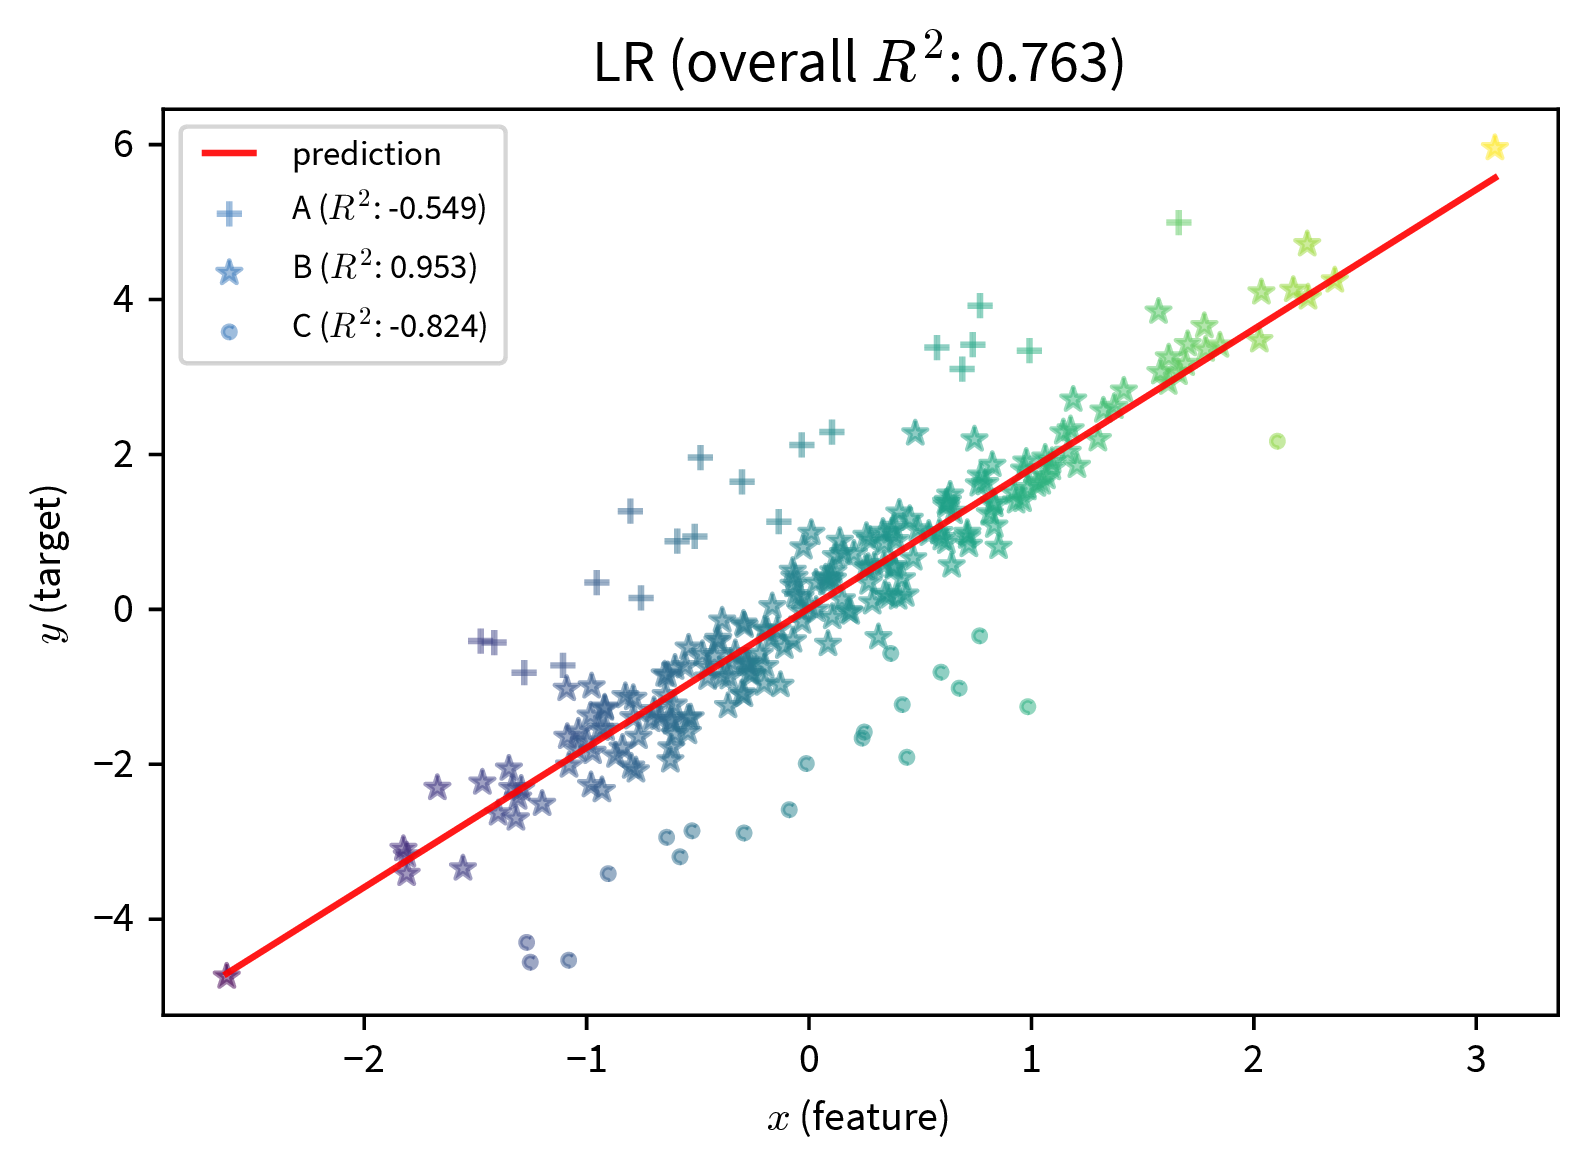 LR (overall R²: 0.763)
prediction
A (R²: -0.549)
B (R²: 0.953)
C (R²: -0.824)
6
4
2
0
−2
−4
y (target)
−2 −1 0 1 2 3
x (feature)